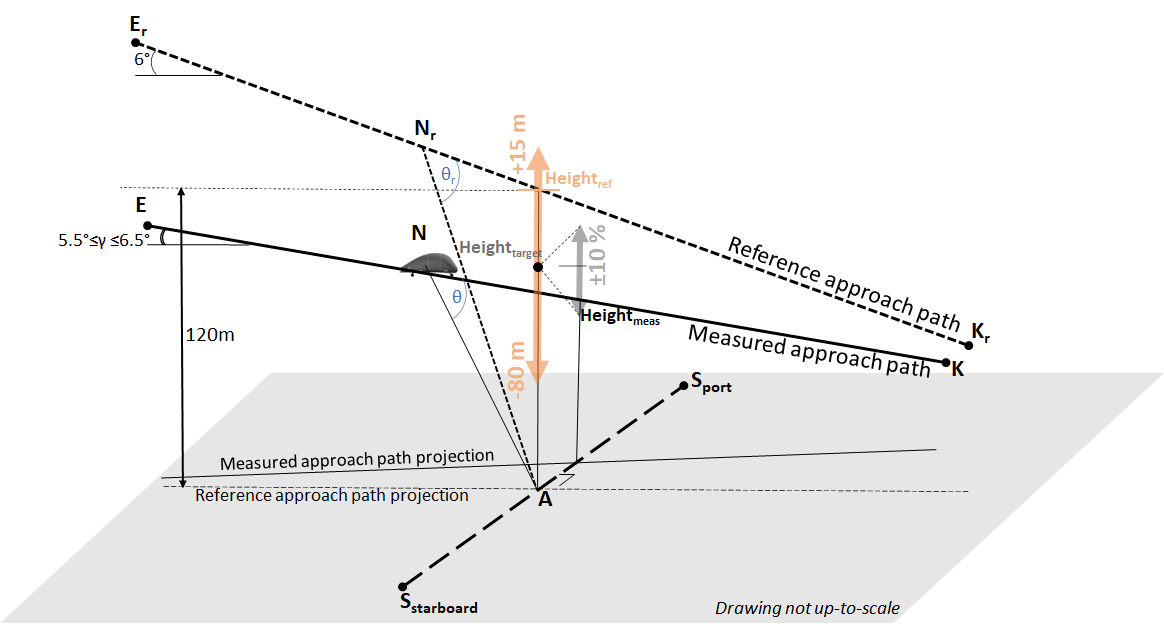 Er
6°
Nr
+15 m
θr
Heightref
E
5.5°≤γ ≤6.5°
N
Heighttarget
±10 %
Reference approach path
θ
120m
Heightmeas
Kr
Measured approach path
K
-80 m
Sport
Measured approach path projection
Reference approach path projection
A
Sstarboard
Drawing not up-to-scale